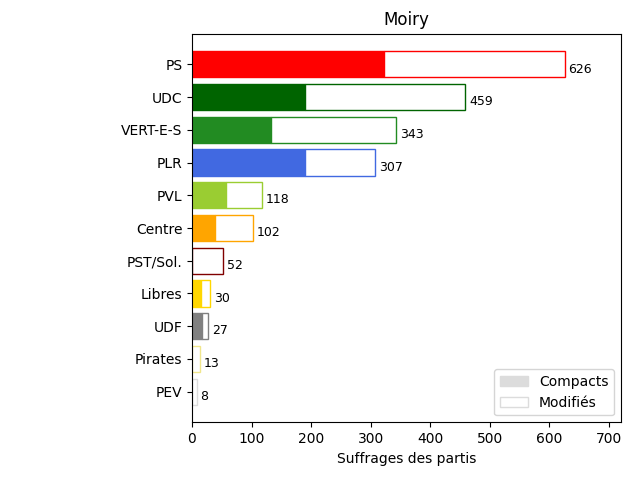 Moiry
PS 626
UDC 459
VERT-E-S 343
PLR 307
PVL 118
Centre 102
PST/Sol. 52
Libres 30
UDF 27
Pirates 13
PEV 8
Compacts
Modifiés
0 100 200 300 400 500 600 700
Suffrages des partis